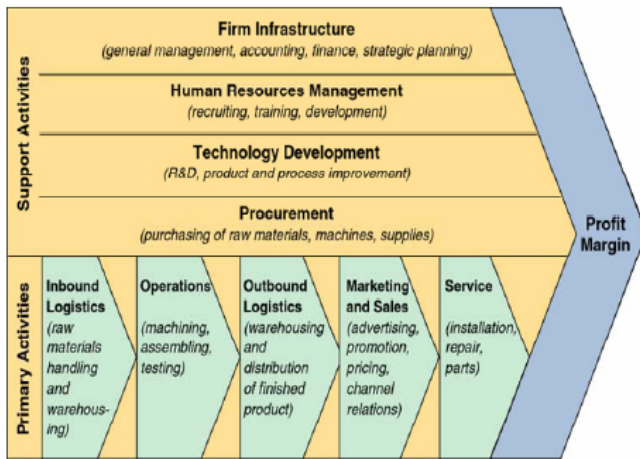 Support Activities
Firm Infrastructure
(general management, accounting, finance, strategic planning)
Human Resources Management
(recruiting, training, development)
Technology Development
(R&D, product and process improvement)
Procurement
(purchasing of raw materials, machines, supplies)
Profit
Margin
Primary Activities
Inbound
Logistics
(raw
materials
handling
and
warehous-
ing)
Operations
(machining,
assembling,
testing)
Outbound
Logistics
(warehousing
and
distribution
of finished
product)
Marketing
and Sales
(advertising,
promotion,
pricing,
channel
relations)
Service
(installation,
repair,
parts)